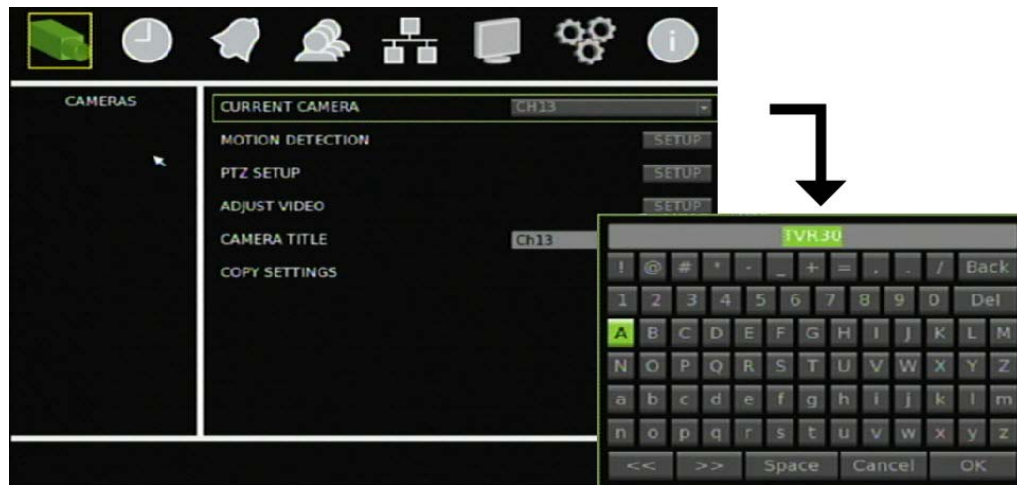 CAMERAS
CURRENT CAMERA CH13
MOTION DETECTION SETUP
PTZ SETUP SETUP
ADJUST VIDEO SETUP
CAMERA TITLE Ch13
COPY SETTINGS
TVR30
! @ # * - _ + = , . / Back
1 2 3 4 5 6 7 8 9 0 Del
A B C D E F G H I J K L M
N O P Q R S T U V W X Y Z
a b c d e f g h i j k l m
n o p q r s t u v w x y z
<< >> Space Cancel OK